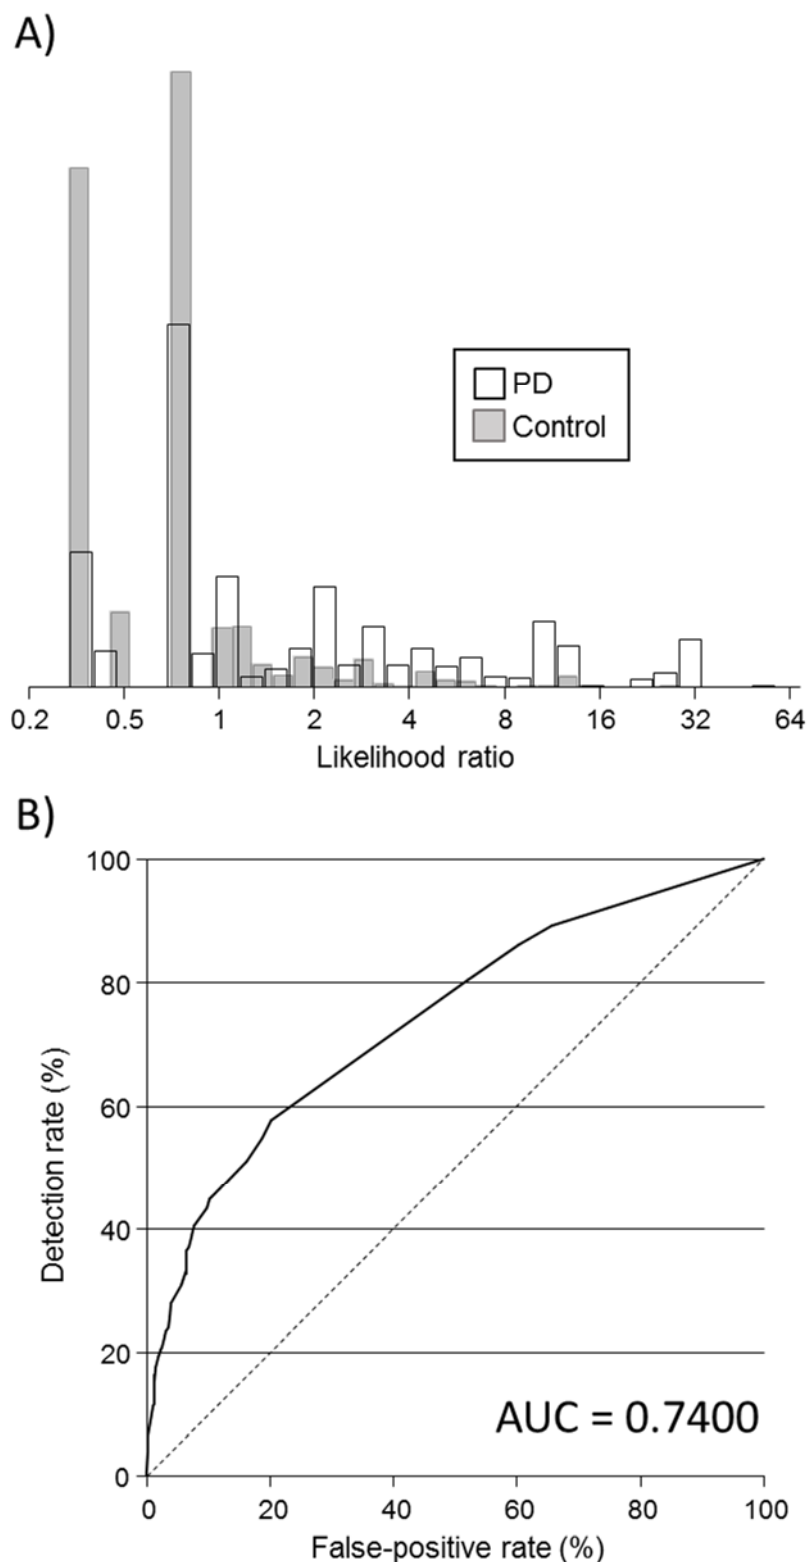 A)
PD
Control
0.2 0.5 1 2 4 8 16 32 64
Likelihood ratio
B)
100
80
60
40
20
0
Detection rate (%)
AUC = 0.7400
0 20 40 60 80 100
False-positive rate (%)